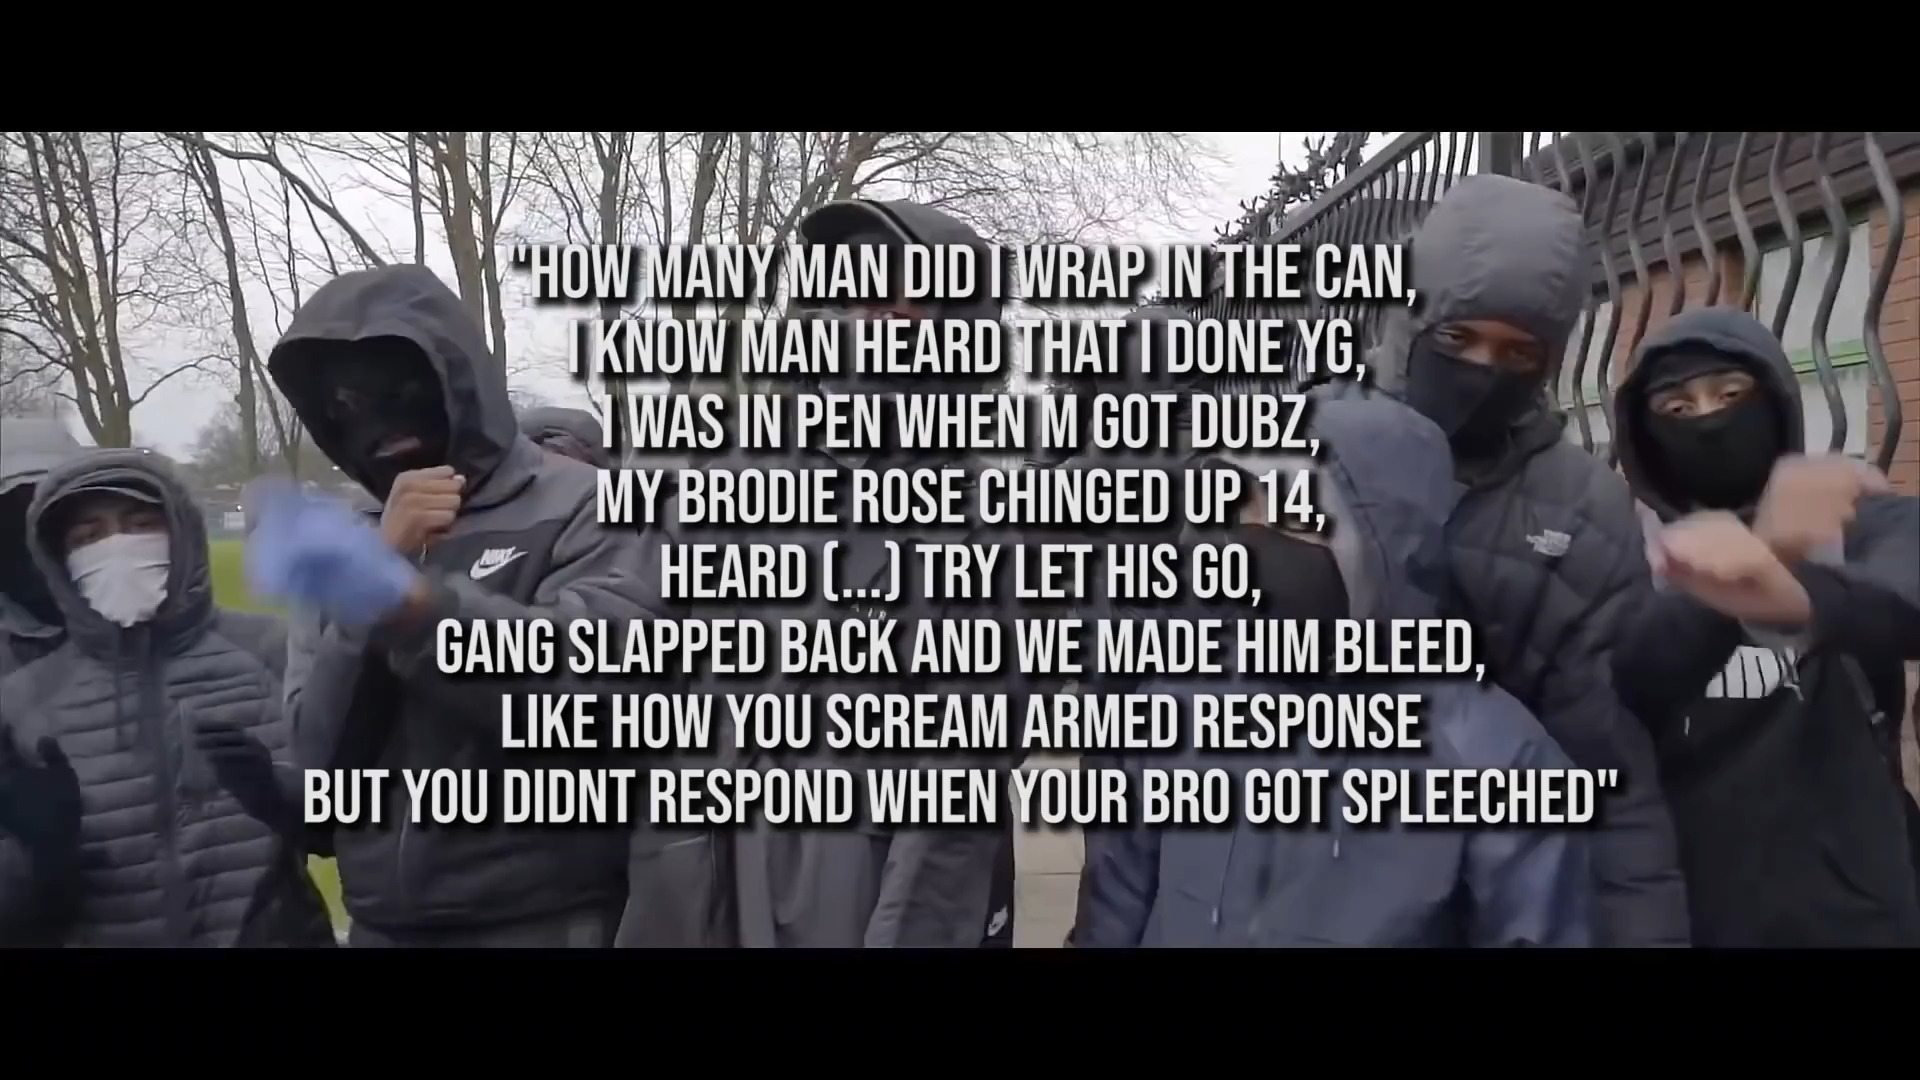 "HOW MANY MAN DID I WRAP IN THE CAN,
I KNOW MAN HEARD THAT I DONE YG,
I WAS IN PEN WHEN M GOT DUBZ,
MY BRODIE ROSE CHINGED UP 14,
HEARD (...) TRY LET HIS GO,
GANG SLAPPED BACK AND WE MADE HIM BLEED,
LIKE HOW YOU SCREAM ARMED RESPONSE
BUT YOU DIDNT RESPOND WHEN YOUR BRO GOT SPLEECHED"
NIKE
AIR